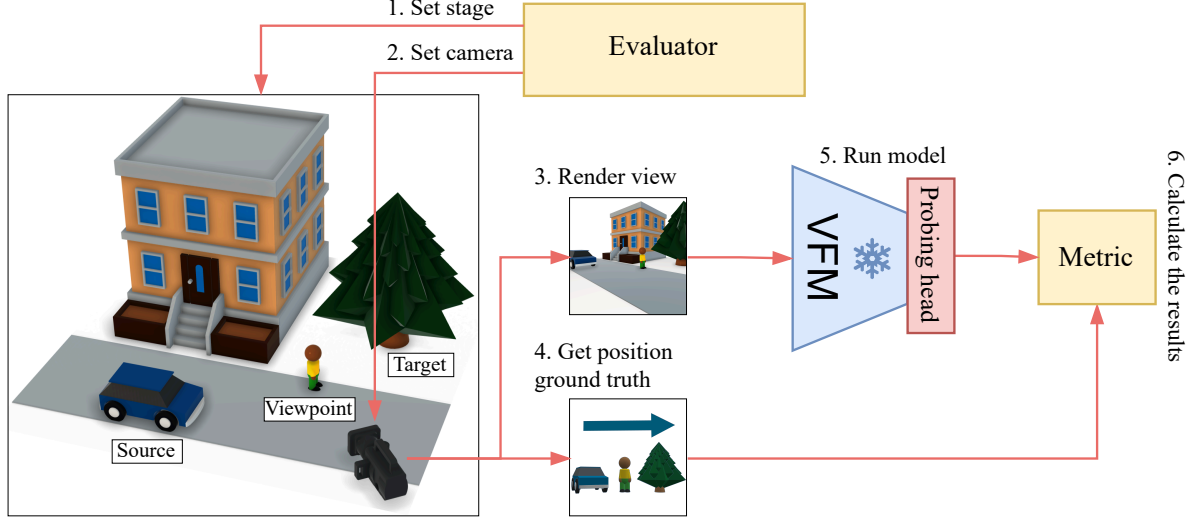 1. Set stage
Evaluator
2. Set camera
5. Run model
3. Render view
VFM
Probing head
Metric
6. Calculate the results
4. Get position
ground truth
Target
Viewpoint
Source